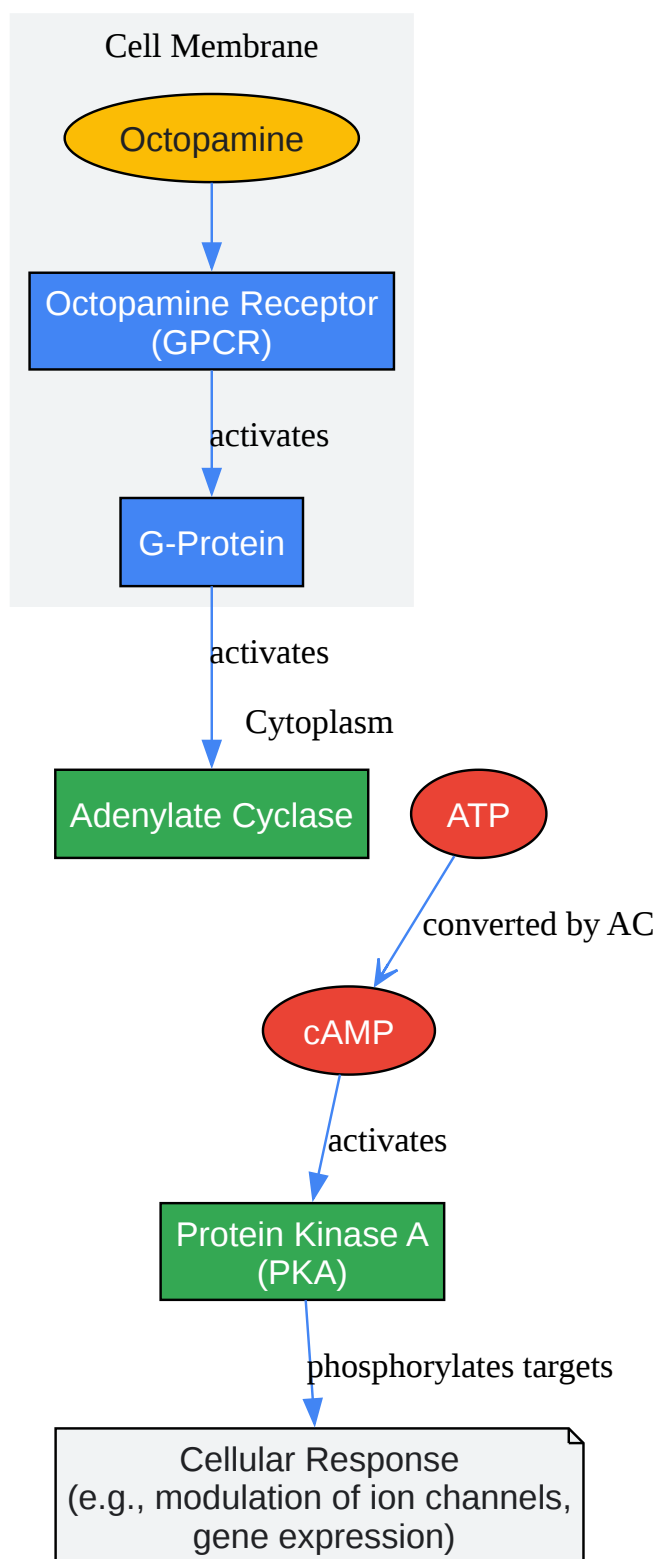 Cell Membrane
Octopamine
Octopamine Receptor
(GPCR)
activates
G-Protein
activates
Cytoplasm
Adenylate Cyclase
ATP
converted by AC
cAMP
activates
Protein Kinase A
(PKA)
phosphorylates targets
Cellular Response
(e.g., modulation of ion channels,
gene expression)